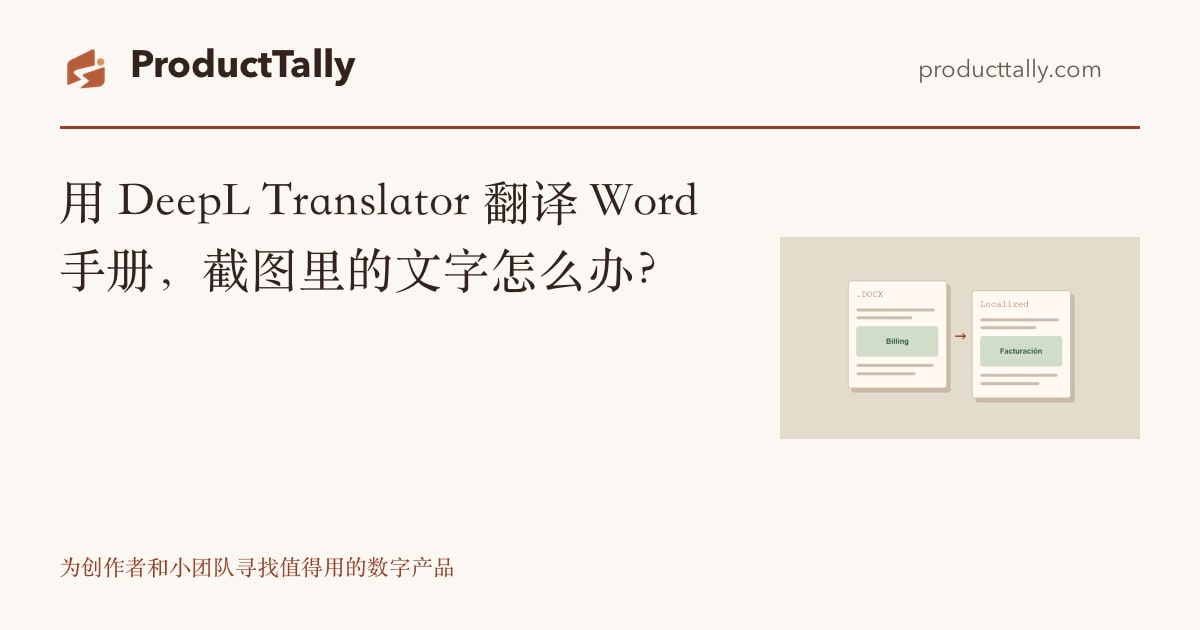 ProductTally
producttally.com
用 DeepL Translator 翻译 Word
手册，截图里的文字怎么办?
.DOCX
Billing
→
Localized
Facturación
为创作者和小团队寻找值得用的数字产品